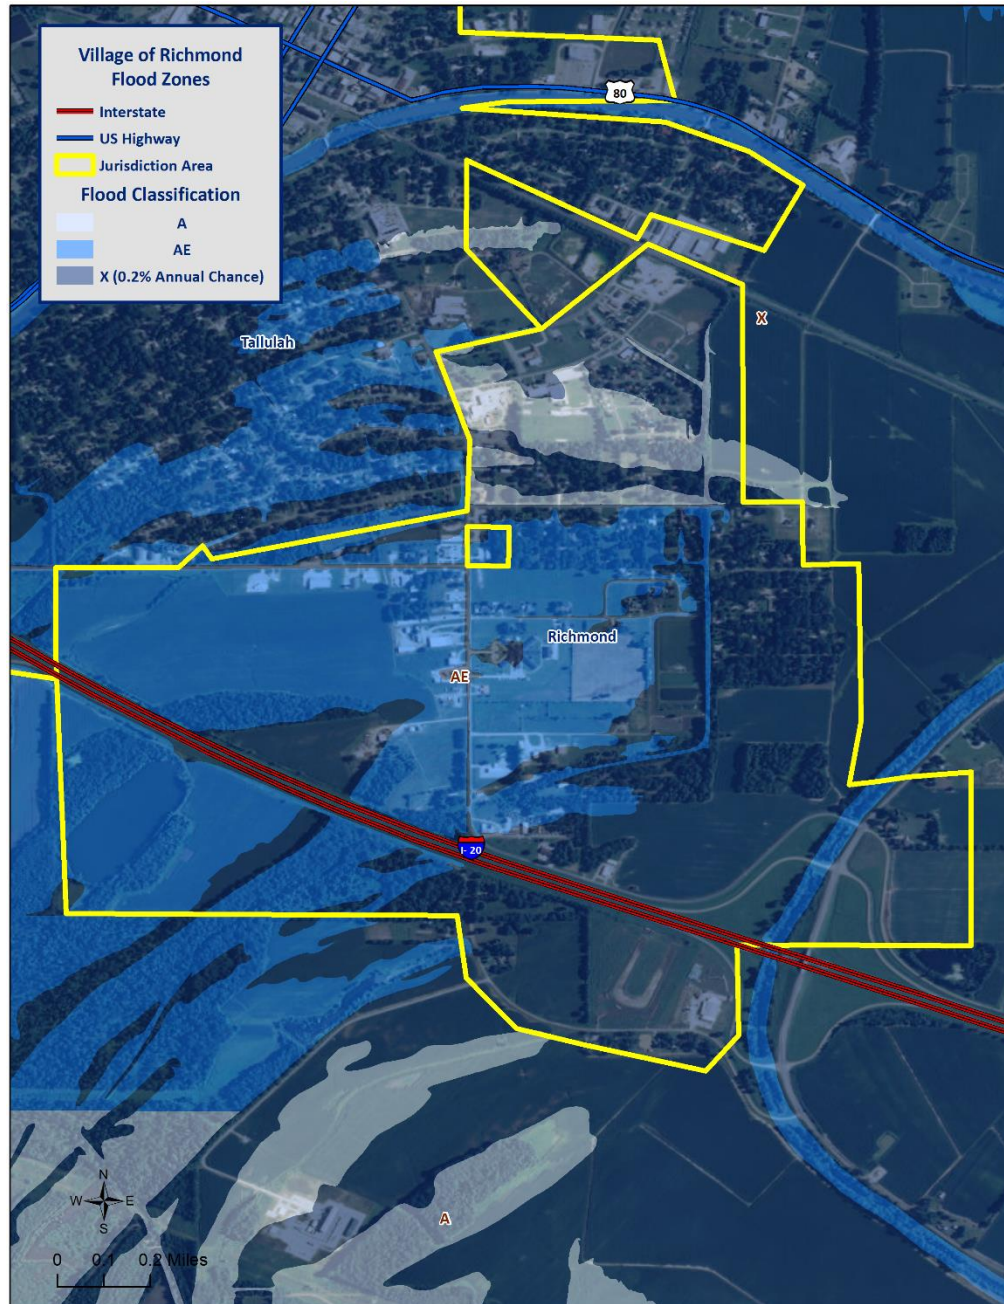 Village of Richmond
Flood Zones
Interstate
US Highway
Jurisdiction Area
Flood Classification
A
AE
X (0.2% Annual Chance)
80
X
Tallulah
Richmond
AE
I-20
A
N
W E
S
0 0.1 0.2 Miles